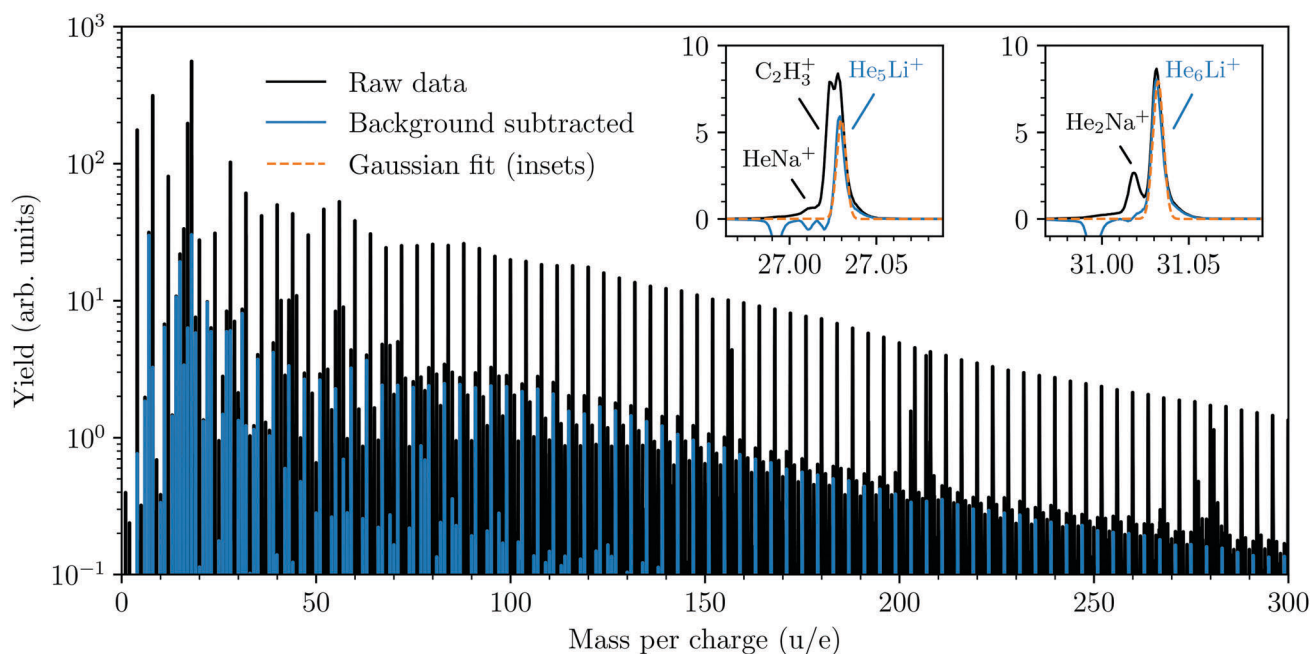 10³
10²
10¹
10⁰
10⁻¹
Yield (arb. units)
Raw data
Background subtracted
Gaussian fit (insets)
10
5
0
C₂H₃⁺
He₅Li⁺
HeNa⁺
27.00
27.05
10
5
0
He₆Li⁺
He₂Na⁺
31.00
31.05
0
50
100
150
200
250
300
Mass per charge (u/e)